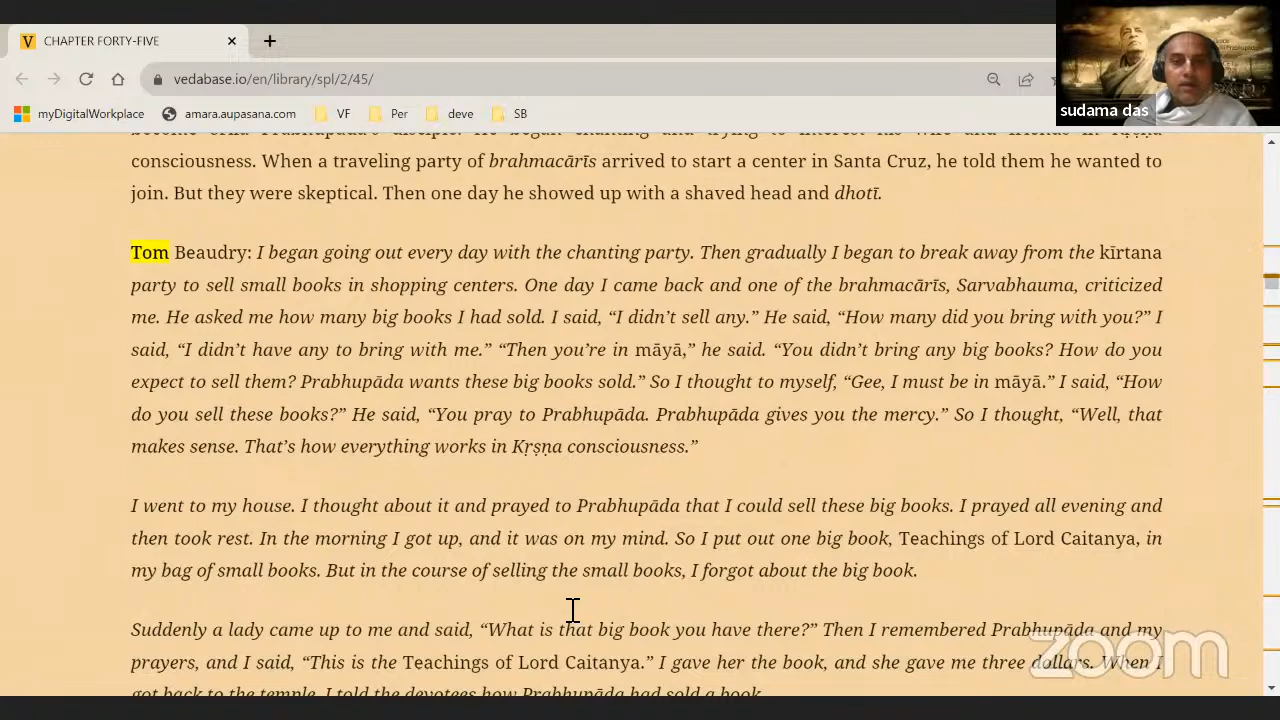 CHAPTER FORTY-FIVE
vedabase.io/en/library/spl/2/45/
myDigitalWorkplace amara.aupasana.com VF Per deve SB
sudama das
consciousness. When a traveling party of brahmacārīs arrived to start a center in Santa Cruz, he told them he wanted to
join. But they were skeptical. Then one day he showed up with a shaved head and dhotī.
Tom Beaudry: I began going out every day with the chanting party. Then gradually I began to break away from the kīrtana
party to sell small books in shopping centers. One day I came back and one of the brahmacārīs, Sarvabhauma, criticized
me. He asked me how many big books I had sold. I said, “I didn’t sell any.” He said, “How many did you bring with you?” I
said, “I didn’t have any to bring with me.” “Then you’re in māyā,” he said. “You didn’t bring any big books? How do you
expect to sell them? Prabhupāda wants these big books sold.” So I thought to myself, “Gee, I must be in māyā.” I said, “How
do you sell these books?” He said, “You pray to Prabhupāda. Prabhupāda gives you the mercy.” So I thought, “Well, that
makes sense. That’s how everything works in Kṛṣṇa consciousness.”
I went to my house. I thought about it and prayed to Prabhupāda that I could sell these big books. I prayed all evening and
then took rest. In the morning I got up, and it was on my mind. So I put out one big book, Teachings of Lord Caitanya, in
my bag of small books. But in the course of selling the small books, I forgot about the big book.
Suddenly a lady came up to me and said, “What is that big book you have there?” Then I remembered Prabhupāda and my
prayers, and I said, “This is the Teachings of Lord Caitanya.” I gave her the book, and she gave me three dollars. When I
got back to the temple, I told the devotees how Prabhupāda had sold a book.
zoom